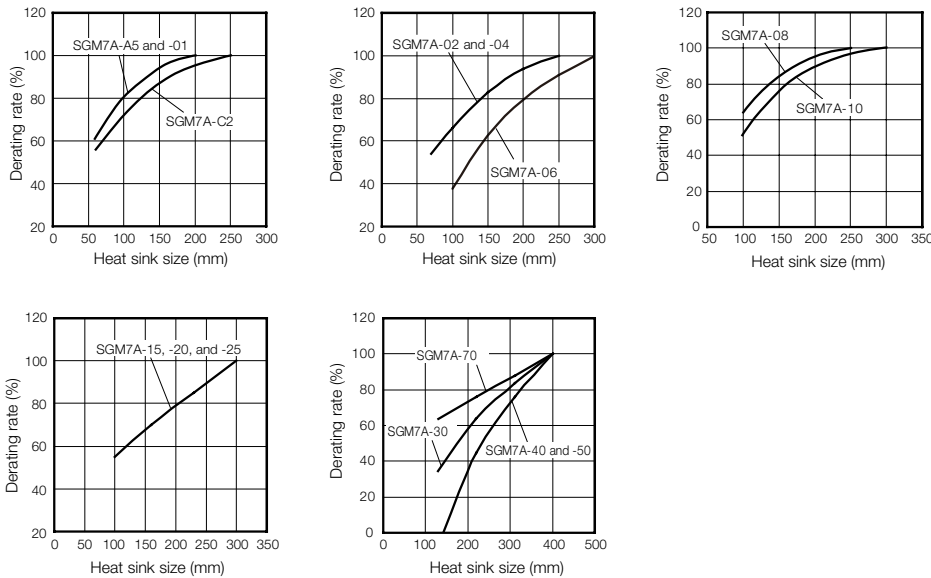 120
100
80
60
40
20
0 50 100 150 200 250 300
Derating rate (%)
Heat sink size (mm)
SGM7A-A5 and -01
SGM7A-C2
120
100
80
60
40
20
0 50 100 150 200 250 300
Derating rate (%)
Heat sink size (mm)
SGM7A-02 and -04
SGM7A-06
120
100
80
60
40
20
0
50 100 150 200 250 300 350
Derating rate (%)
Heat sink size (mm)
SGM7A-08
SGM7A-10
120
100
80
60
40
20
0 50 100 150 200 250 300 350
Derating rate (%)
Heat sink size (mm)
SGM7A-15, -20, and -25
120
100
80
60
40
20
0
0 100 200 300 400 500
Derating rate (%)
Heat sink size (mm)
SGM7A-70
SGM7A-30
SGM7A-40 and -50